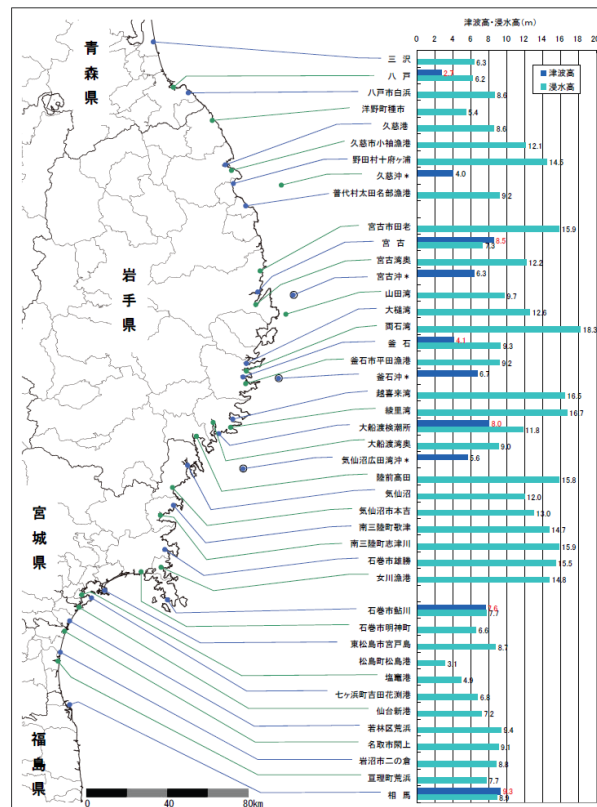 津波高・浸水高(m)
0 2 4 6 8 10 12 14 16 18 20
津波高
浸水高
青森県
岩手県
宮城県
福島県
三沢 6.3
八戸 2.7 6.2
八戸市白浜 8.6
洋野町種市 5.4
久慈港 8.6
久慈市小袖漁港 12.1
野田村十府ヶ浦 14.5
久慈沖* 4.0
普代村太田名部漁港 9.2
宮古市田老 15.9
宮古 8.5 7.3
宮古湾奥 12.2
宮古沖* 6.3
山田湾 9.7
大槌湾 12.6
両石湾 18.3
釜石 4.1 9.3
釜石市平田漁港 9.2
釜石沖* 6.7
越喜来湾 16.5
綾里湾 16.7
大船渡検潮所 8.0 11.8
大船渡湾奥 9.0
気仙沼広田湾沖* 5.6
陸前高田 15.8
気仙沼 12.0
気仙沼市本吉 13.0
南三陸町歌津 14.7
南三陸町志津川 15.9
石巻市雄勝 15.5
女川漁港 14.8
石巻市鮎川 7.6 7.7
石巻市明神町 6.6
東松島市宮戸島 8.7
松島町松島港 3.1
塩竈港 4.9
七ヶ浜町吉田花渕港 6.8
仙台新港 7.2
若林区荒浜 9.4
名取市閖上 9.1
岩沼市二の倉 8.8
亘理町荒浜 7.7
相馬 9.3 8.9
0 40 80km